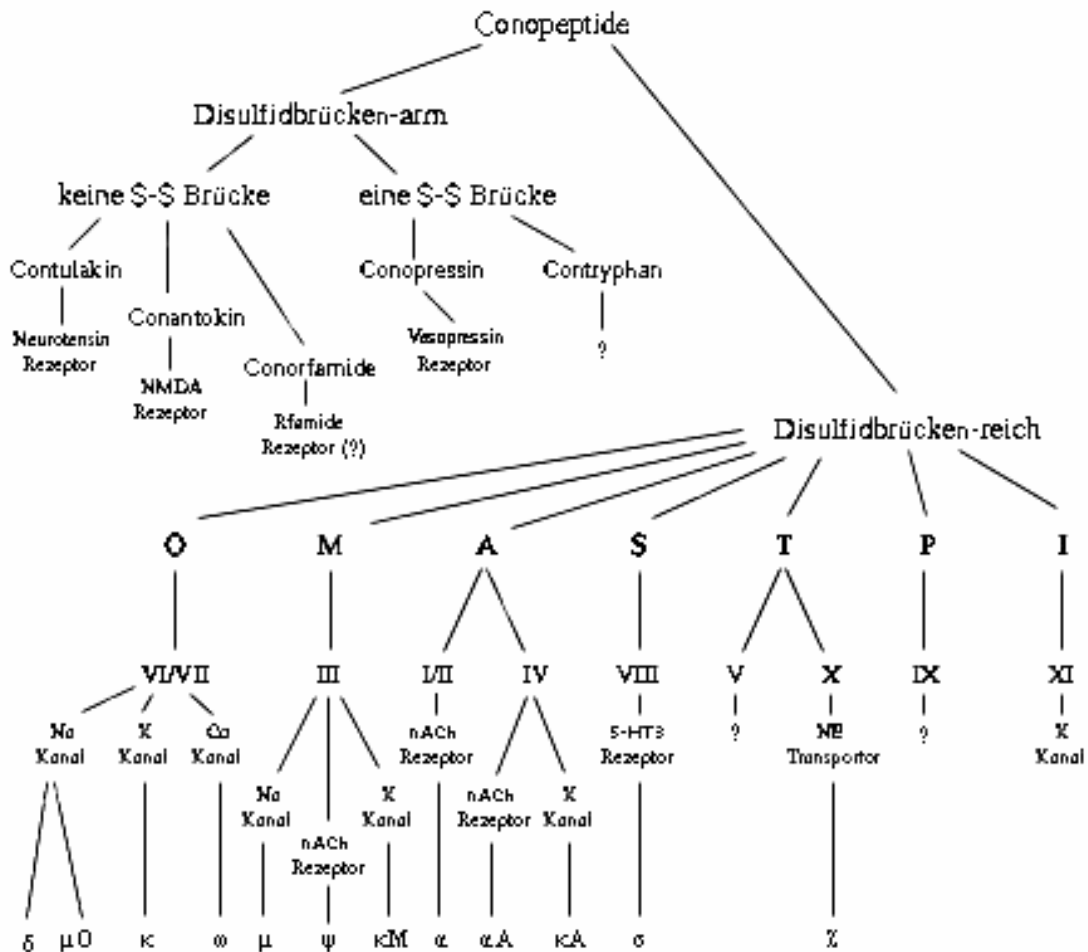 Conopeptide
Disulfidbrücken-arm
keine S-S Brücke
eine S-S Brücke
Contulakin
Neurotensin
Rezeptor
Conantokin
NMDA
Rezeptor
Conorfamide
Rfamide
Rezeptor (?)
Conopressin
Vasopressin
Rezeptor
Contryphan
?
Disulfidbrücken-reich
O M A S T P I
VI/VII III I/II IV VIII V X IX XI
Na
Kanal
K
Kanal
Ca
Kanal
Na
Kanal
nACh
Rezeptor
K
Kanal
nACh
Rezeptor
nACh
Rezeptor
K
Kanal
5-HT3
Rezeptor
?
NE
Transportor
?
K
Kanal
δ μO κ ω μ ψ κM α αA κA σ χ